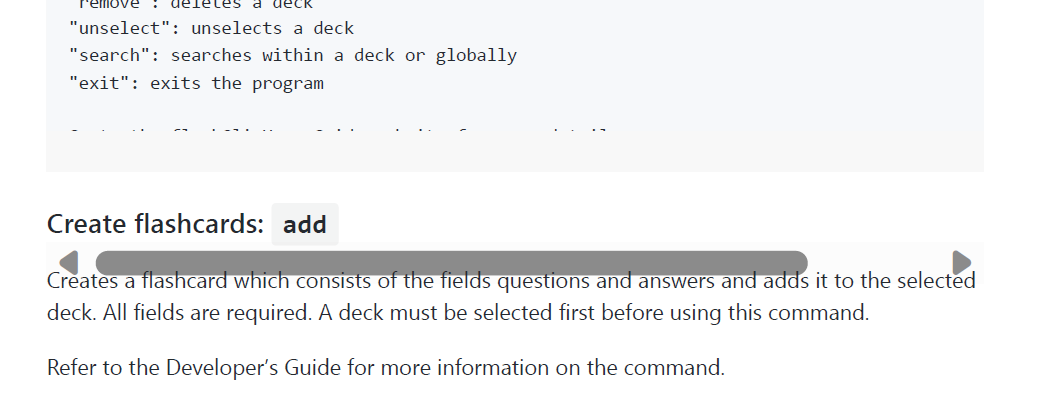 "remove": deletes a deck
"unselect": unselects a deck
"search": searches within a deck or globally
"exit": exits the program
Create flashcards: add
Creates a flashcard which consists of the fields questions and answers and adds it to the selected
deck. All fields are required. A deck must be selected first before using this command.
Refer to the Developer's Guide for more information on the command.